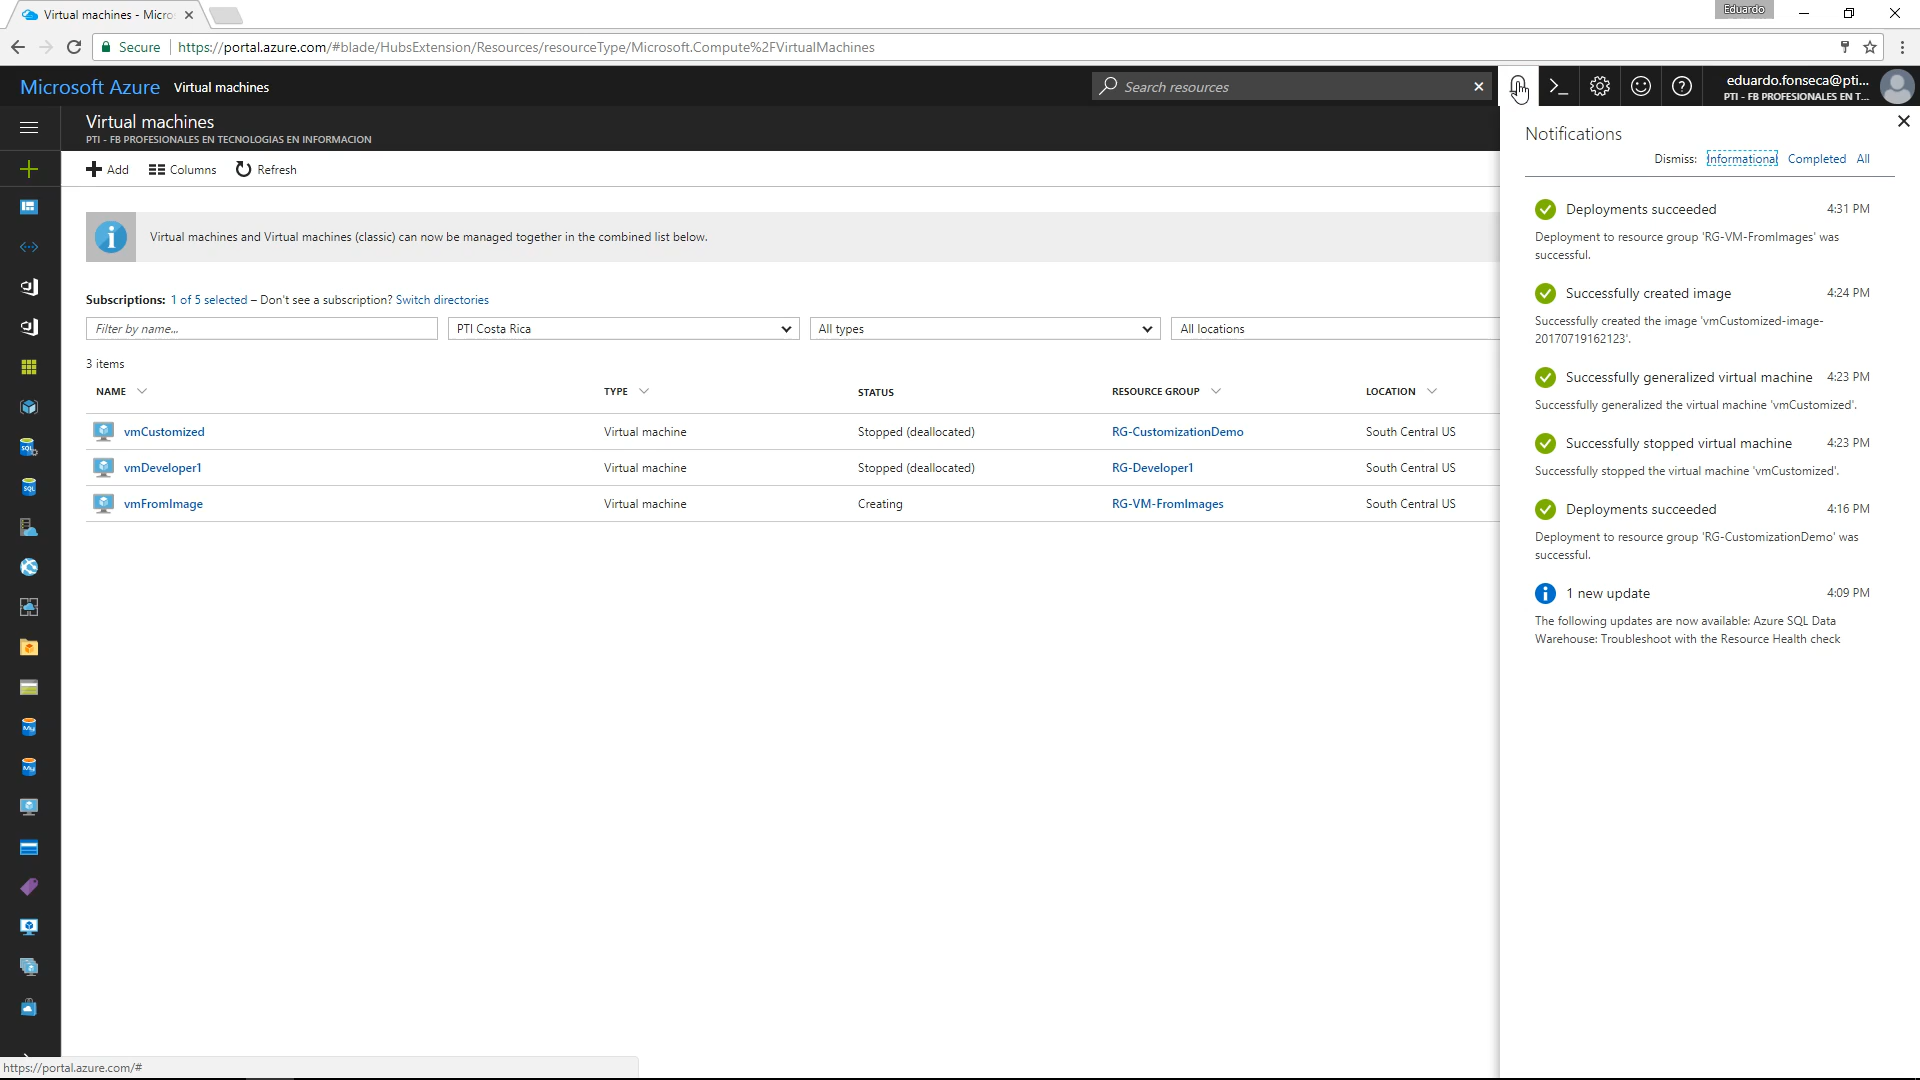 Virtual machines - Micro
Eduardo
Secure https://portal.azure.com/#blade/HubsExtension/Resources/resourceType/Microsoft.Compute%2FVirtualMachines
Microsoft Azure Virtual machines
Search resources
eduardo.fonseca@pti...
PTI - FB PROFESIONALES EN T...
Virtual machines
PTI - FB PROFESIONALES EN TECNOLOGIAS EN INFORMACION
Add Columns Refresh
Virtual machines and Virtual machines (classic) can now be managed together in the combined list below.
Subscriptions: 1 of 5 selected – Don't see a subscription? Switch directories
Filter by name... PTI Costa Rica All types All locations
3 items
NAME TYPE STATUS RESOURCE GROUP LOCATION
vmCustomized Virtual machine Stopped (deallocated) RG-CustomizationDemo South Central US
vmDeveloper1 Virtual machine Stopped (deallocated) RG-Developer1 South Central US
vmFromImage Virtual machine Creating RG-VM-FromImages South Central US
Notifications
Dismiss: Informational Completed All
Deployments succeeded 4:31 PM
Deployment to resource group 'RG-VM-FromImages' was
successful.
Successfully created image 4:24 PM
Successfully created the image 'vmCustomized-image-
20170719162123'.
Successfully generalized virtual machine 4:23 PM
Successfully generalized the virtual machine 'vmCustomized'.
Successfully stopped virtual machine 4:23 PM
Successfully stopped the virtual machine 'vmCustomized'.
Deployments succeeded 4:16 PM
Deployment to resource group 'RG-CustomizationDemo' was
successful.
1 new update 4:09 PM
The following updates are now available: Azure SQL Data
Warehouse: Troubleshoot with the Resource Health check
SQL
SQL
My
My
https://portal.azure.com/#